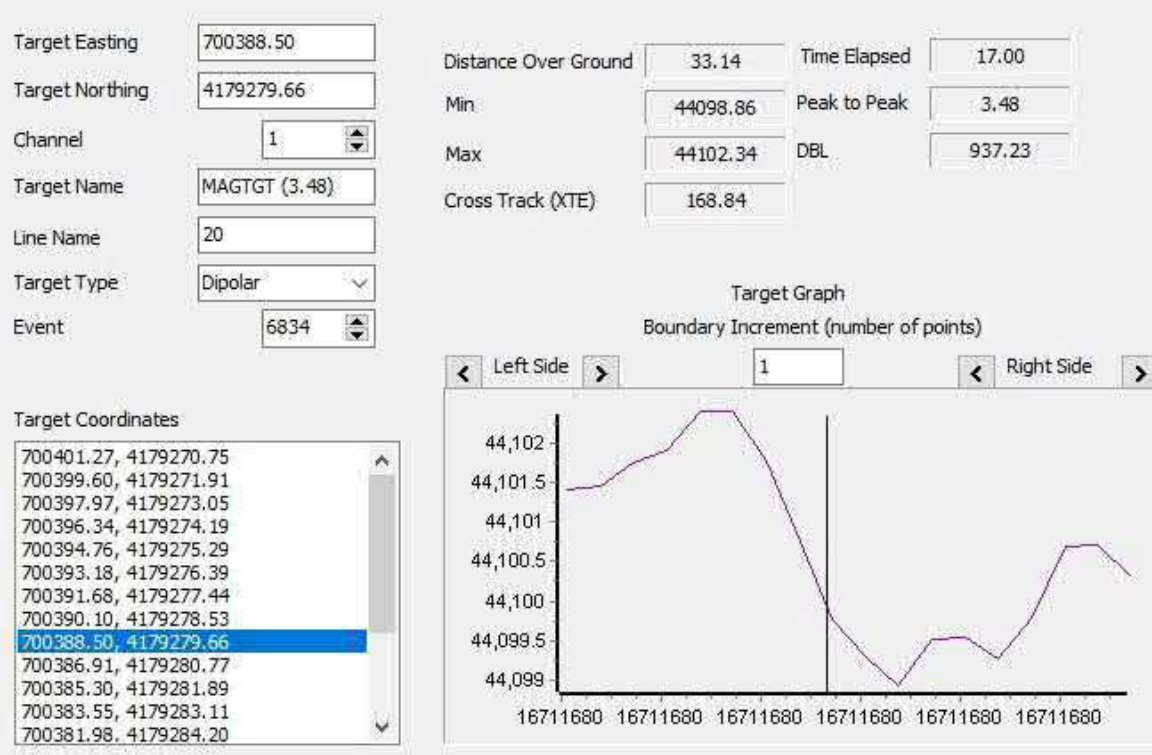 Target Easting 700388.50
Target Northing 4179279.66
Channel 1
Target Name MAGTGT (3.48)
Line Name 20
Target Type Dipolar
Event 6834
Distance Over Ground 33.14 Time Elapsed 17.00
Min 44098.86 Peak to Peak 3.48
Max 44102.34 DBL 937.23
Cross Track (XTE) 168.84
Target Coordinates
700401.27, 4179270.75
700399.60, 4179271.91
700397.97, 4179273.05
700396.34, 4179274.19
700394.76, 4179275.29
700393.18, 4179276.39
700391.68, 4179277.44
700390.10, 4179278.53
700388.50, 4179279.66
700386.91, 4179280.77
700385.30, 4179281.89
700383.55, 4179283.11
700381.98, 4179284.20
Target Graph
Boundary Increment (number of points)
< Left Side > 1 < Right Side >
44,102
44,101.5
44,101
44,100.5
44,100
44,099.5
44,099
16711680 16711680 16711680 16711680 16711680 16711680